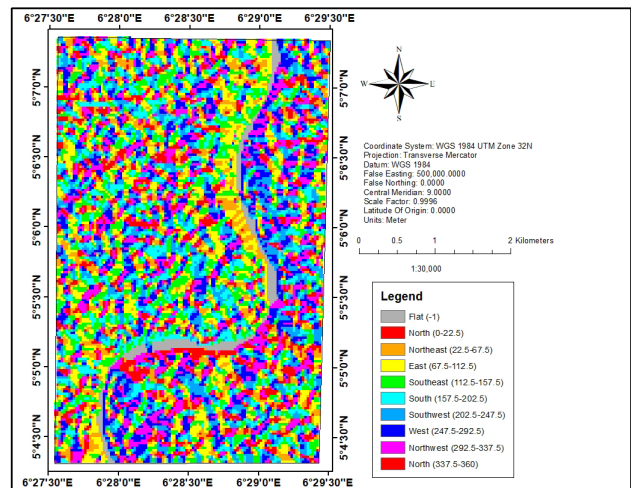 6°27'30"E 6°28'0"E 6°28'30"E 6°29'0"E 6°29'30"E
5°7'0"N
5°6'30"N
5°6'0"N
5°5'30"N
5°5'0"N
5°4'30"N
5°7'0"N
5°6'30"N
5°6'0"N
5°5'30"N
5°5'0"N
5°4'30"N
6°27'30"E 6°28'0"E 6°28'30"E 6°29'0"E 6°29'30"E
N
W E
S
Coordinate System: WGS 1984 UTM Zone 32N
Projection: Transverse Mercator
Datum: WGS 1984
False Easting: 500,000.0000
False Northing: 0.0000
Central Meridian: 9.0000
Scale Factor: 0.9996
Latitude Of Origin: 0.0000
Units: Meter
0 0.5 1 2 Kilometers
1:30,000
Legend
Flat (-1)
North (0-22.5)
Northeast (22.5-67.5)
East (67.5-112.5)
Southeast (112.5-157.5)
South (157.5-202.5)
Southwest (202.5-247.5)
West (247.5-292.5)
Northwest (292.5-337.5)
North (337.5-360)